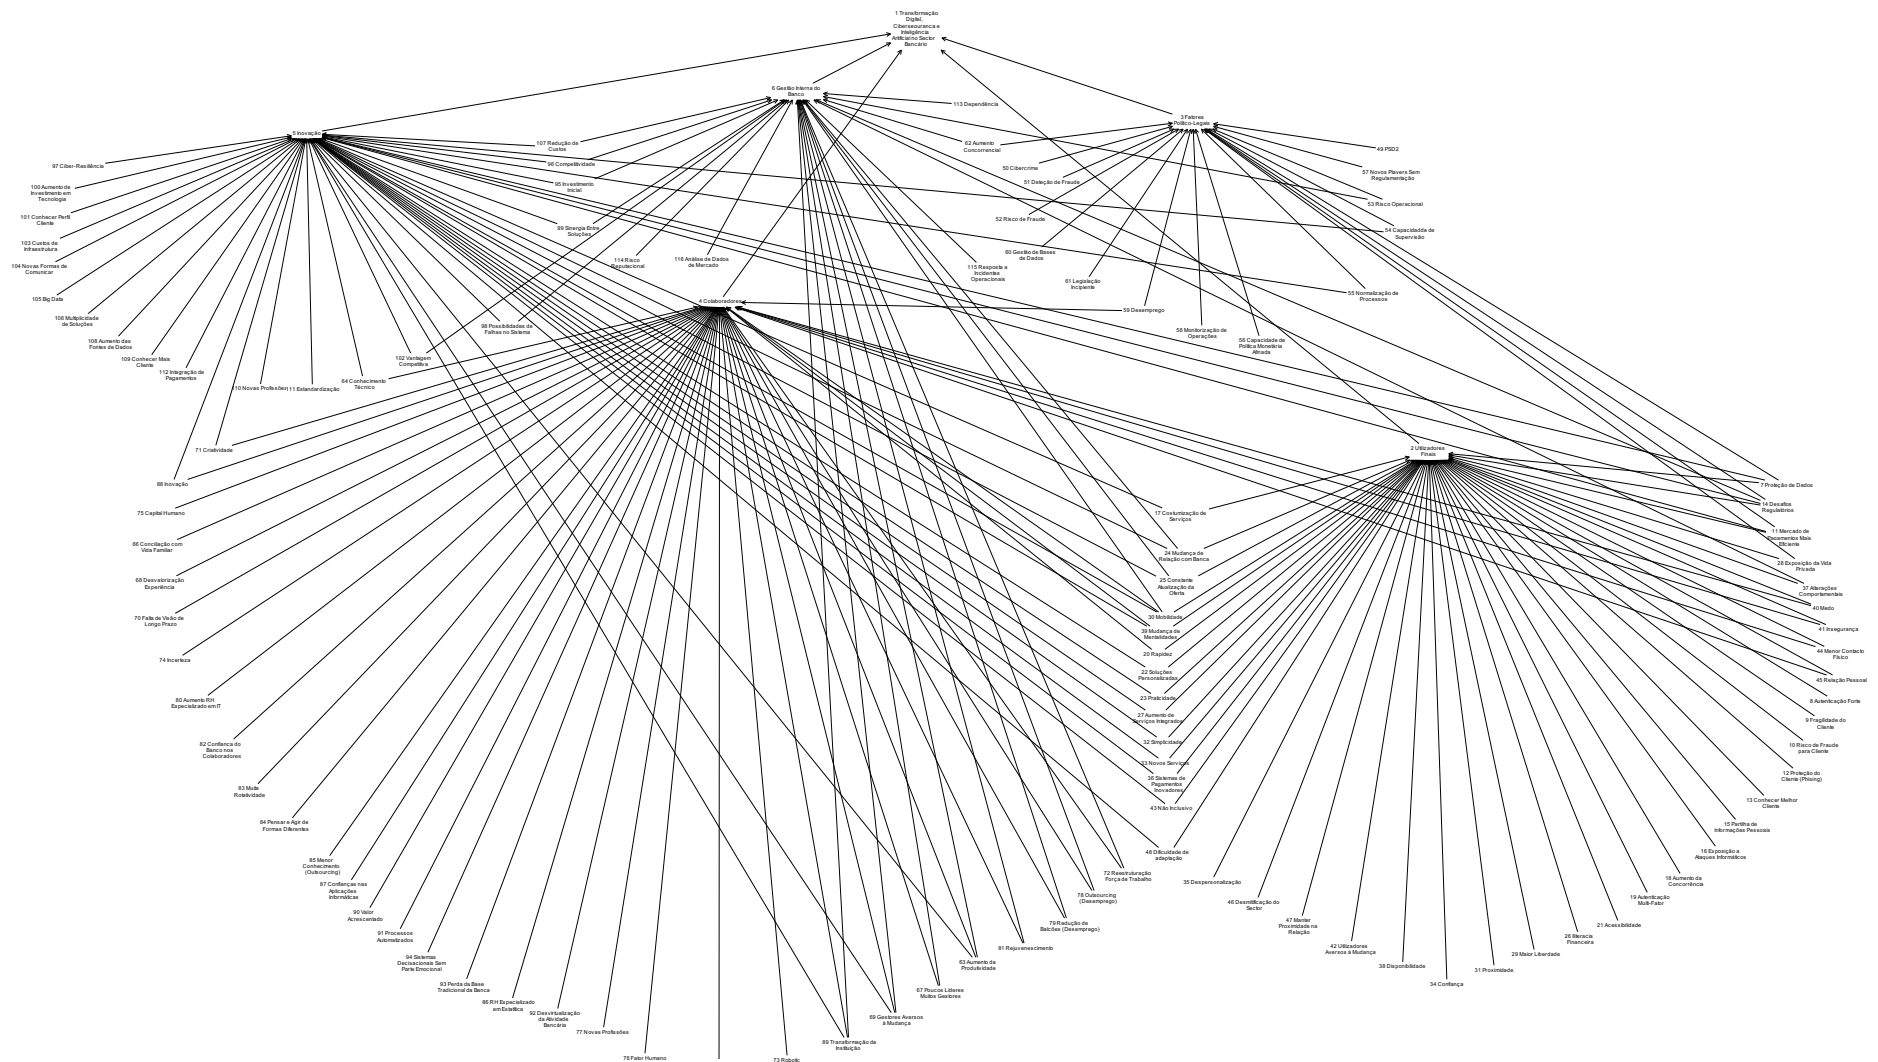 1 Transformação
Digital,
Cibersegurança e
Inteligência
Artificial no Sector
Bancário
6 Gestão Interna do
Banco
113 Dependência
3 Fatores
Político-Legais
5 Inovação
107 Redução de
Custos
62 Aumento
Concorrencial
49 PSD2
97 Ciber-Resiliência
96 Competitividade
50 Cibercrime
57 Novos Players Sem
Regulamentação
100 Aumento de
Investimento em
Tecnologia
95 Investimento
Inicial
51 Deteção de Fraude
53 Risco Operacional
101 Conhecer Perfil
Cliente
52 Risco de Fraude
99 Sinergia Entre
Soluções
54 Capacidadde de
Supervisão
103 Custos de
Infraestrutura
60 Gestão de Bases
de Dados
104 Novas Formas de
Comunicar
114 Risco
Reputacional
116 Análise de Dados
de Mercado
115 Resposta a
Incidentes
Operacionais
61 Legislação
Incipiente
105 Big Data
4 Colaboradores
55 Normalização de
Processos
59 Desemprego
106 Multiplicidade
de Soluções
98 Possibilidades de
Falhas no Sistema
58 Monitorização de
Operações
56 Capacidade de
Política Monetária
Afinada
108 Aumento das
Fontes de Dados
109 Conhecer Mais
Cliente
102 Vantagem
Competitiva
112 Integração de
Pagamentos
110 Novas Profissões
111 Estandardização
64 Conhecimento
Técnico
71 Criatividade
2 Utilizadores
Finais
88 Inovação
7 Proteção de Dados
75 Capital Humano
17 Costumização de
Serviços
14 Desafios
Regulatórios
11 Mercado de
Pagamentos Mais
Eficiente
66 Conciliação com
Vida Familiar
24 Mudança de
Relação com Banca
28 Exposição da Vida
Privada
68 Desvalorização
Experiência
25 Constante
Atualização da
Oferta
37 Alterações
Comportamentais
40 Medo
70 Falta de Visão de
Longo Prazo
30 Mobilidade
41 Insegurança
39 Mudança de
Mentalidades
20 Rapidez
44 Menor Contacto
Físico
74 Incerteza
22 Soluções
Personalizadas
45 Relação Pessoal
80 Aumento RH
Especializado em IT
23 Praticidade
8 Autenticação Forte
27 Aumento de
Serviços Integrados
9 Fragilidade do
Cliente
82 Confiança do
Banco nos
Colaboradores
32 Simplicidade
10 Risco de Fraude
para Cliente
33 Novos Serviços
12 Proteção do
Cliente (Phising)
83 Muita
Rotatividade
36 Sistemas de
Pagamentos
Inovadores
13 Conhecer Melhor
Cliente
43 Não Inclusivo
84 Pensar e Agir de
Formas Diferentes
15 Partilha de
Informações Pessoais
48 Dificuldade de
adaptação
16 Exposição a
Ataques Informáticos
85 Menor
Conhecimento
(Outsourcing)
72 Reestruturação
Força de Trabalho
35 Despersonalização
18 Aumento da
Concorrência
87 Confianças nas
Aplicações
Informáticas
78 Outsourcing
(Desemprego)
46 Desmitificação do
Sector
19 Autenticação
Multi-Fator
90 Valor
Acrescentado
79 Redução de
Balcões (Desemprego)
47 Manter
Proximidade na
Relação
21 Acessibilidade
91 Processos
Automatizados
81 Rejuvenescimento
42 Utilizadores
Aversos à Mudança
26 Iliteracia
Financeira
29 Maior Liberdade
94 Sistemas
Decisacionais Sem
Parte Emocional
63 Aumento da
Produtividade
38 Disponibilidade
31 Proximidade
34 Confiança
93 Perda da Base
Tradicional da Banca
67 Poucos Líderes
Muitos Gestores
86 RH Especializado
em Estatítica
92 Desvirtualização
da Atividade
Bancária
69 Gestores Aversos
à Mudança
77 Novas Profissões
89 Transformação da
Instituição
76 Fator Humano
73 Robotic